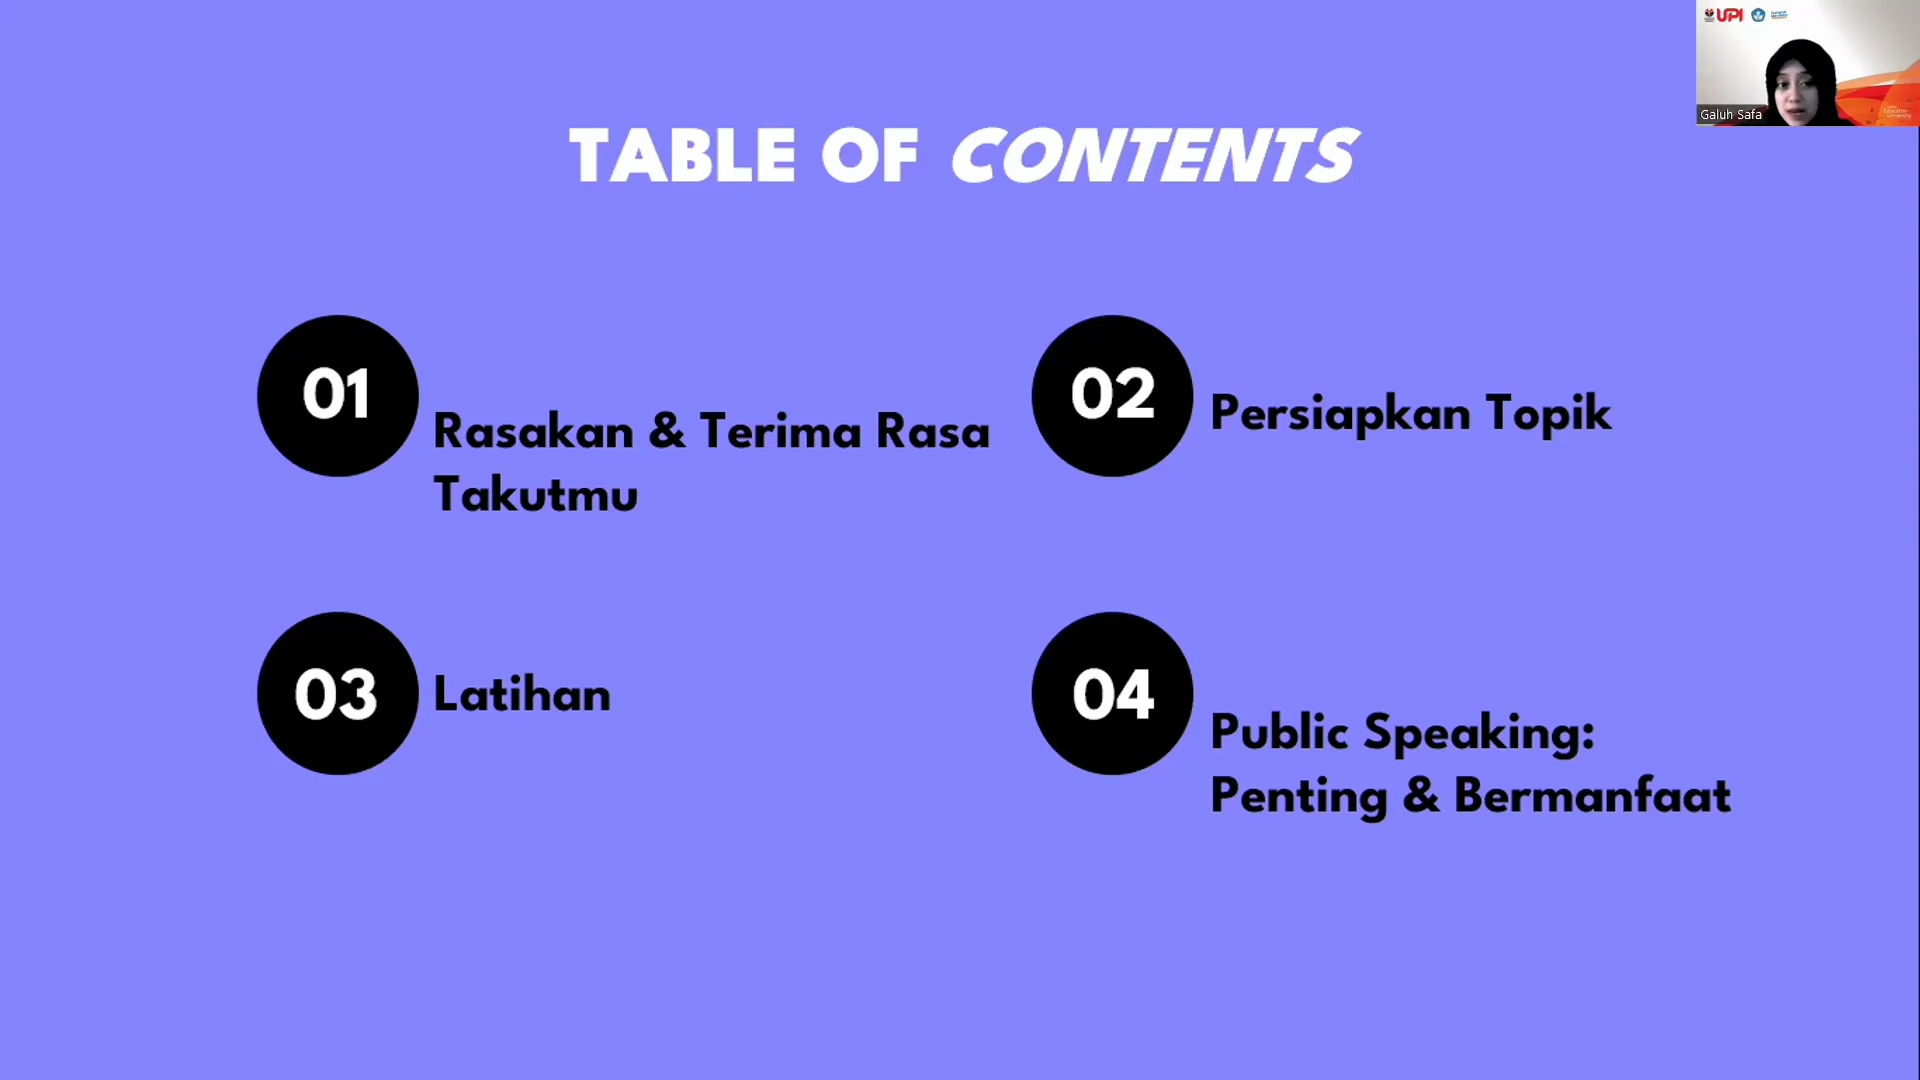 UPI
Galuh Safa
TABLE OF CONTENTS
01
Rasakan & Terima Rasa
Takutmu
02
Persiapkan Topik
03
Latihan
04
Public Speaking:
Penting & Bermanfaat